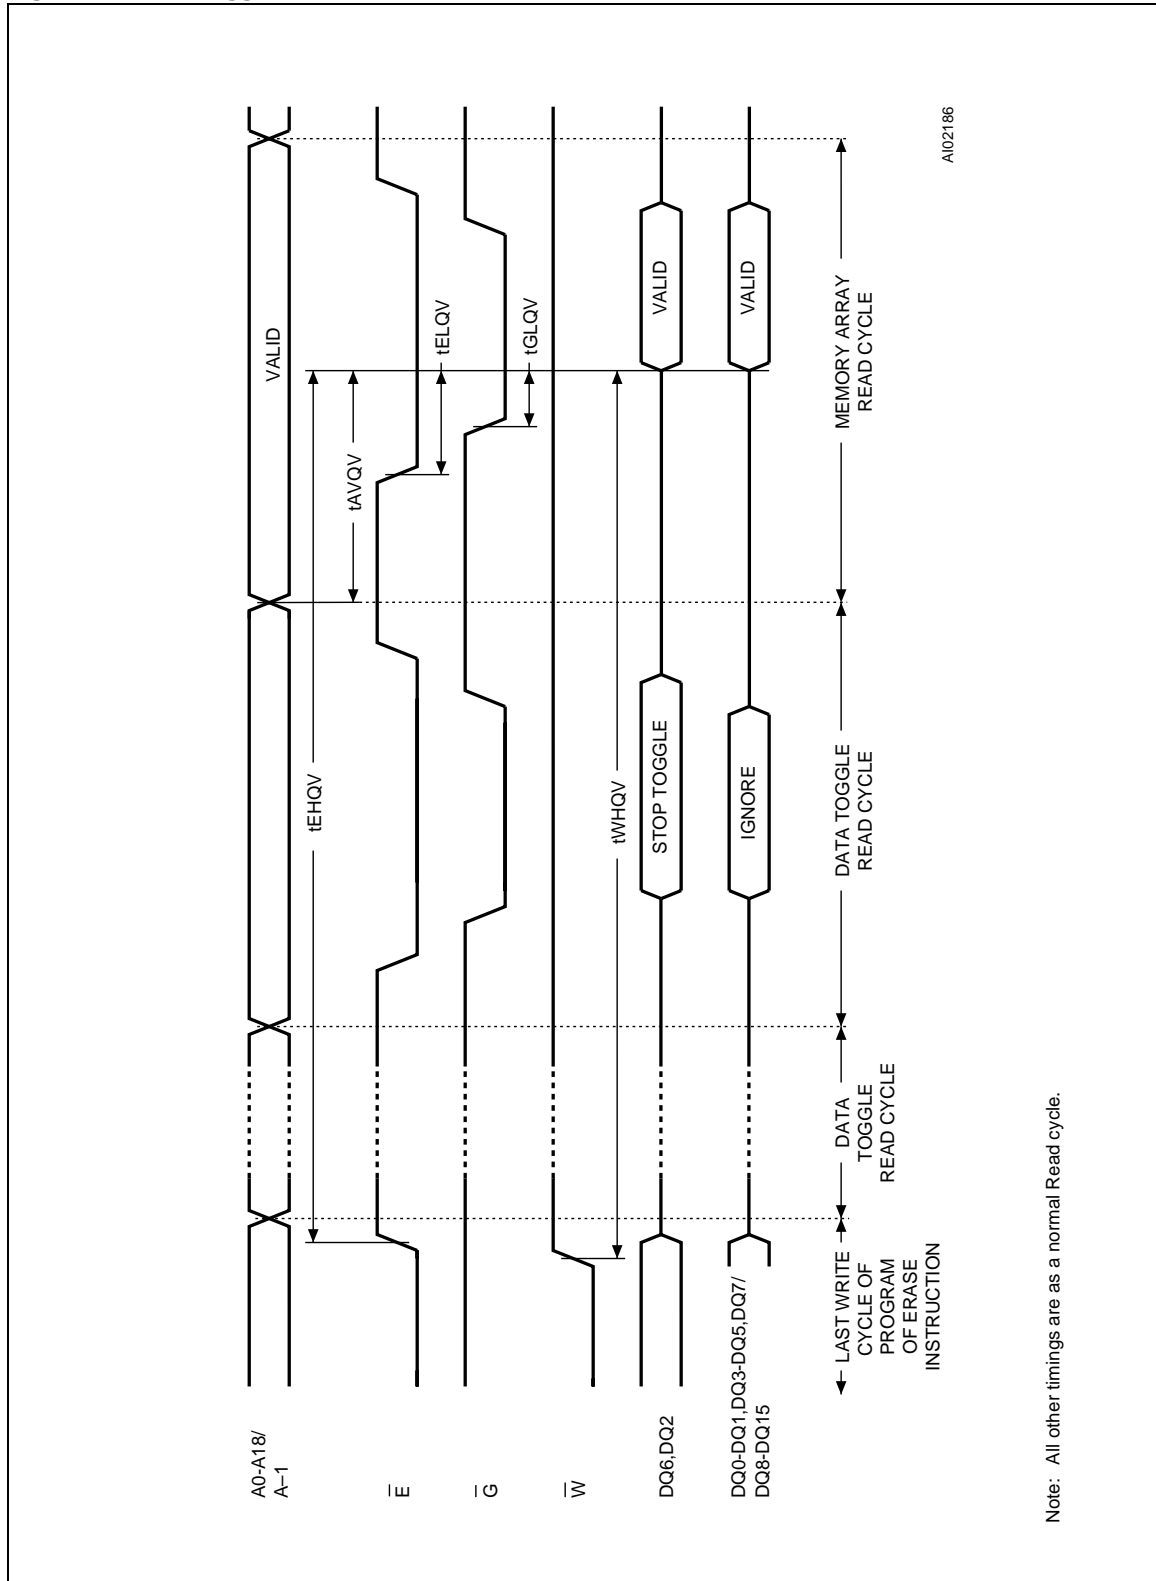 A0-A18/
A–1
VALID
tEHQV
tAVQV
E
tELQV
G
tGLQV
W
tWHQV
DQ6,DQ2
STOP TOGGLE
VALID
DQ0-DQ1,DQ3-DQ5,DQ7/
DQ8-DQ15
IGNORE
VALID
LAST WRITE
CYCLE OF
PROGRAM
OF ERASE
INSTRUCTION
DATA
TOGGLE
READ CYCLE
DATA TOGGLE
READ CYCLE
MEMORY ARRAY
READ CYCLE
AI02186
Note: All other timings are as a normal Read cycle.